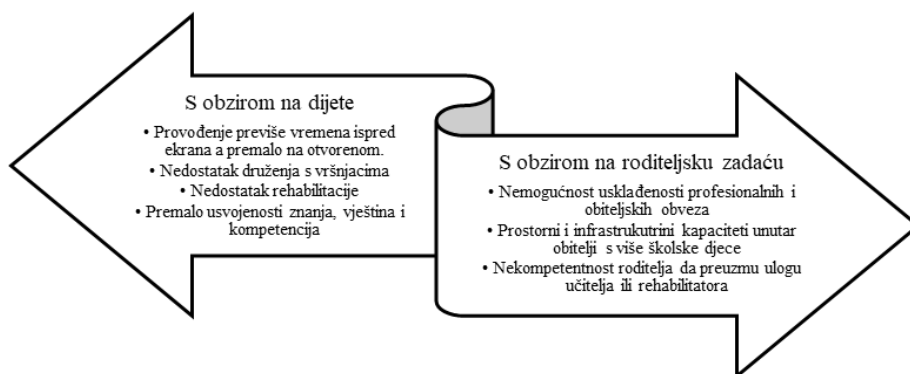 S obzirom na dijete
• Provođenje previše vremena ispred
ekrana a premalo na otvorenom.
• Nedostatak druženja s vršnjacima
• Nedostatak rehabilitacije
• Premalo usvojenosti znanja, vještina i
kompetencija
S obzirom na roditeljsku zadaću
• Nemogućnost usklađenosti profesionalnih i
obiteljskih obveza
• Prostorni i infrastrukutrini kapaciteti unutar
obitelji s više školske djece
• Nekompetentnost roditelja da preuzmu ulogu
učitelja ili rehabilitatora